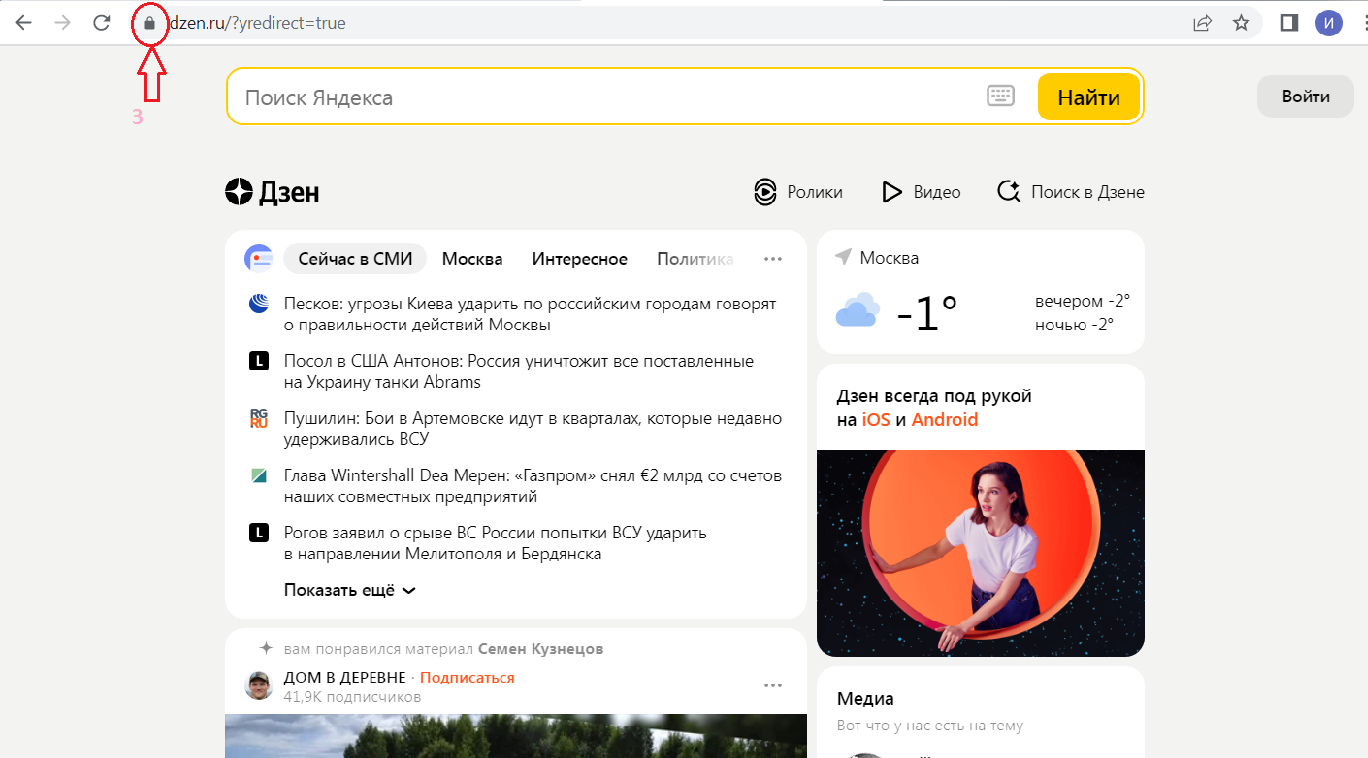 dzen.ru/?yredirect=true
И
3
Поиск Яндекса
Найти
Войти
Дзен
Ролики
Видео
Поиск в Дзене
Сейчас в СМИ
Москва
Интересное
Политика
Песков: угрозы Киева ударить по российским городам говорят
о правильности действий Москвы
L
Посол в США Антонов: Россия уничтожит все поставленные
на Украину танки Abrams
RG
RU
Пушилин: Бои в Артемовске идут в кварталах, которые недавно
удерживались ВСУ
Глава Wintershall Dea Мерен: «Газпром» снял €2 млрд со счетов
наших совместных предприятий
L
Рогов заявил о срыве ВС России попытки ВСУ ударить
в направлении Мелитополя и Бердянска
Показать ещё
Москва
-1°
вечером -2°
ночью -2°
Дзен всегда под рукой
на iOS и Android
вам понравился материал Семен Кузнецов
ДОМ В ДЕРЕВНЕ · Подписаться
41,9K подписчиков
Медиа
Вот что у нас есть на тему